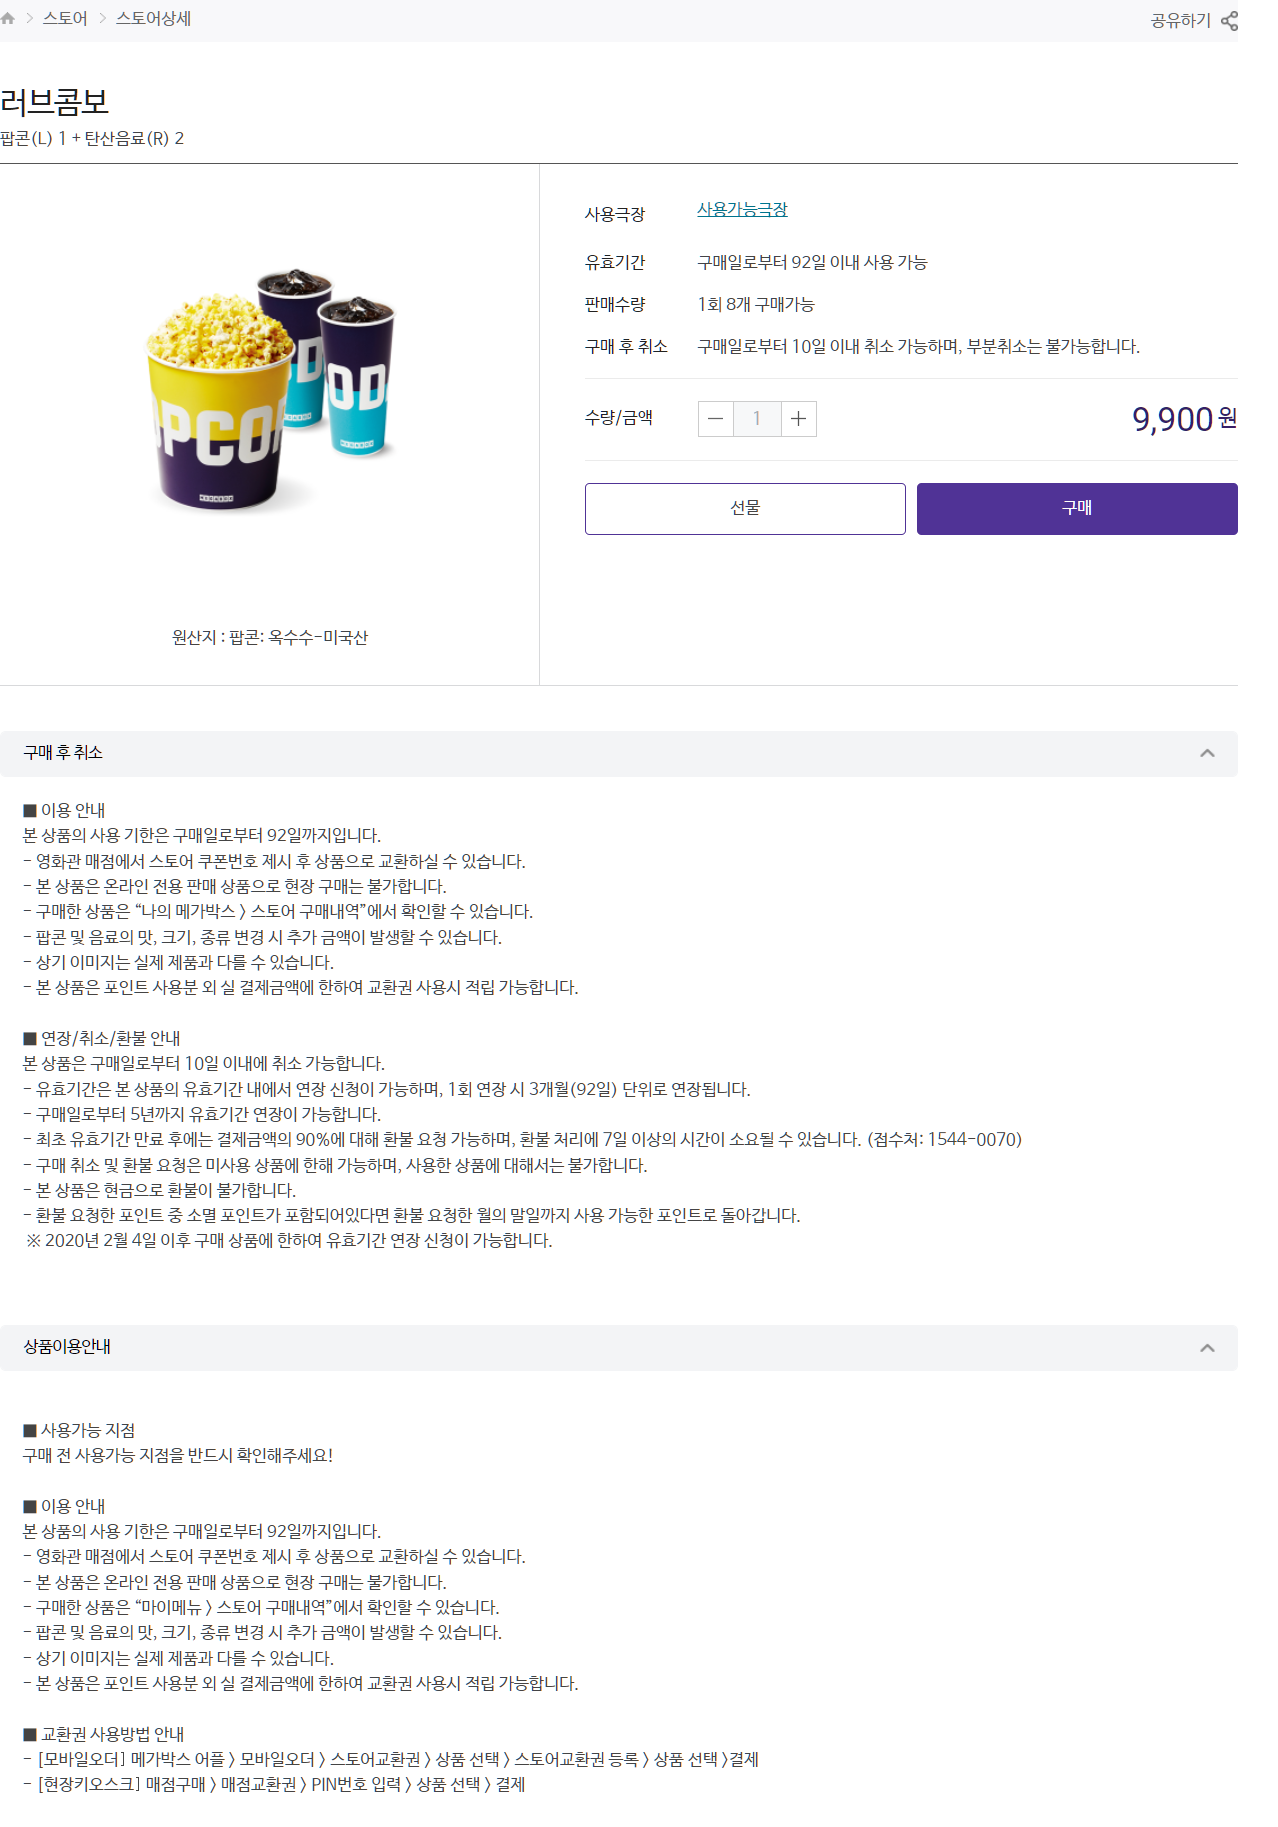 스토어 > 스토어상세
공유하기
러브콤보
팝콘(L) 1 + 탄산음료(R) 2
사용극장 사용가능극장
유효기간 구매일로부터 92일 이내 사용 가능
판매수량 1회 8개 구매가능
구매 후 취소 구매일로부터 10일 이내 취소 가능하며, 부분취소는 불가능합니다.
수량/금액 1 9,900 원
선물 구매
원산지 : 팝콘: 옥수수-미국산
구매 후 취소
■ 이용 안내
본 상품의 사용 기한은 구매일로부터 92일까지입니다.
- 영화관 매점에서 스토어 쿠폰번호 제시 후 상품으로 교환하실 수 있습니다.
- 본 상품은 온라인 전용 판매 상품으로 현장 구매는 불가합니다.
- 구매한 상품은 “나의 메가박스 > 스토어 구매내역”에서 확인할 수 있습니다.
- 팝콘 및 음료의 맛, 크기, 종류 변경 시 추가 금액이 발생할 수 있습니다.
- 상기 이미지는 실제 제품과 다를 수 있습니다.
- 본 상품은 포인트 사용분 외 실 결제금액에 한하여 교환권 사용시 적립 가능합니다.
■ 연장/취소/환불 안내
본 상품은 구매일로부터 10일 이내에 취소 가능합니다.
- 유효기간은 본 상품의 유효기간 내에서 연장 신청이 가능하며, 1회 연장 시 3개월(92일) 단위로 연장됩니다.
- 구매일로부터 5년까지 유효기간 연장이 가능합니다.
- 최초 유효기간 만료 후에는 결제금액의 90%에 대해 환불 요청 가능하며, 환불 처리에 7일 이상의 시간이 소요될 수 있습니다. (접수처: 1544-0070)
- 구매 취소 및 환불 요청은 미사용 상품에 한해 가능하며, 사용한 상품에 대해서는 불가합니다.
- 본 상품은 현금으로 환불이 불가합니다.
- 환불 요청한 포인트 중 소멸 포인트가 포함되어있다면 환불 요청한 월의 말일까지 사용 가능한 포인트로 돌아갑니다.
※ 2020년 2월 4일 이후 구매 상품에 한하여 유효기간 연장 신청이 가능합니다.
상품이용안내
■ 사용가능 지점
구매 전 사용가능 지점을 반드시 확인해주세요!
■ 이용 안내
본 상품의 사용 기한은 구매일로부터 92일까지입니다.
- 영화관 매점에서 스토어 쿠폰번호 제시 후 상품으로 교환하실 수 있습니다.
- 본 상품은 온라인 전용 판매 상품으로 현장 구매는 불가합니다.
- 구매한 상품은 “마이메뉴 > 스토어 구매내역”에서 확인할 수 있습니다.
- 팝콘 및 음료의 맛, 크기, 종류 변경 시 추가 금액이 발생할 수 있습니다.
- 상기 이미지는 실제 제품과 다를 수 있습니다.
- 본 상품은 포인트 사용분 외 실 결제금액에 한하여 교환권 사용시 적립 가능합니다.
■ 교환권 사용방법 안내
- [모바일오더] 메가박스 어플 > 모바일오더 > 스토어교환권 > 상품 선택 > 스토어교환권 등록 > 상품 선택 >결제
- [현장키오스크] 매점구매 > 매점교환권 > PIN번호 입력 > 상품 선택 > 결제